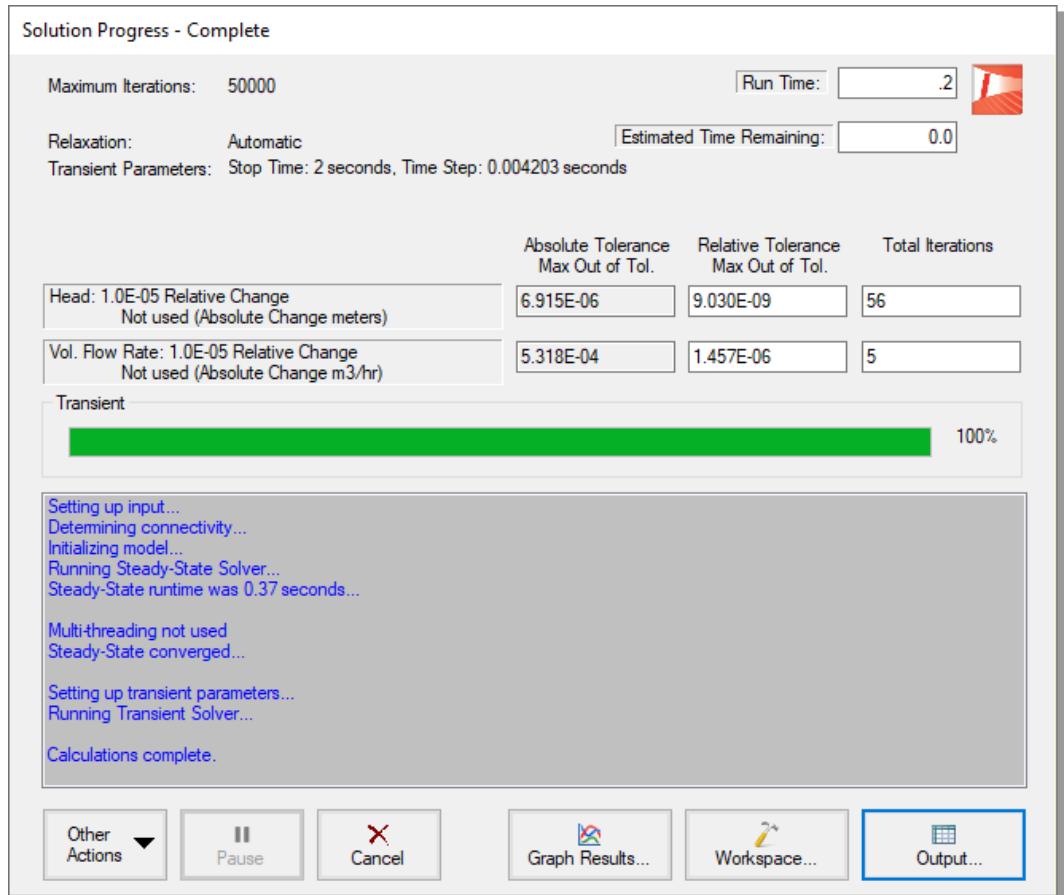 Solution Progress - Complete
Maximum Iterations: 50000
Run Time: .2
Relaxation: Automatic
Estimated Time Remaining: 0.0
Transient Parameters: Stop Time: 2 seconds, Time Step: 0.004203 seconds
Absolute Tolerance Relative Tolerance Total Iterations
Max Out of Tol. Max Out of Tol.
Head: 1.0E-05 Relative Change 6.915E-06 9.030E-09 56
Not used (Absolute Change meters)
Vol. Flow Rate: 1.0E-05 Relative Change 5.318E-04 1.457E-06 5
Not used (Absolute Change m3/hr)
Transient
100%
Setting up input...
Determining connectivity...
Initializing model...
Running Steady-State Solver...
Steady-State runtime was 0.37 seconds...
Multi-threading not used
Steady-State converged...
Setting up transient parameters...
Running Transient Solver...
Calculations complete.
Other Actions
Pause
Cancel
Graph Results...
Workspace...
Output...